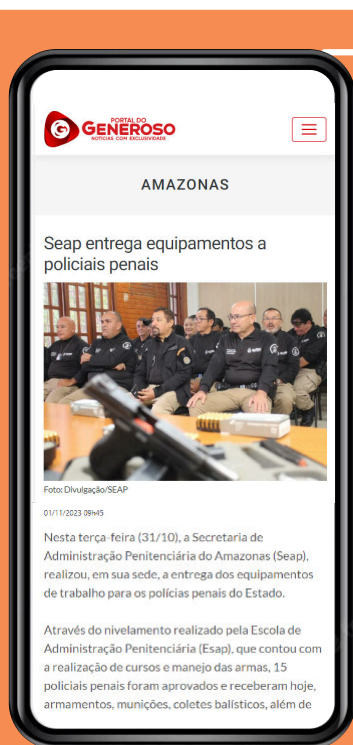 PORTAL DO
GENEROSO
NOTÍCIAS COM EXCLUSIVIDADE
AMAZONAS
Seap entrega equipamentos a
policiais penais
Foto: Divulgação/SEAP
01/11/2023 09h45
Nesta terça-feira (31/10), a Secretaria de
Administração Penitenciária do Amazonas (Seap),
realizou, em sua sede, a entrega dos equipamentos
de trabalho para os polícias penais do Estado.
Através do nivelamento realizado pela Escola de
Administração Penitenciária (Esap), que contou com
a realização de cursos e manejo das armas, 15
policiais penais foram aprovados e receberam hoje,
armamentos, munições, coletes balísticos, além de